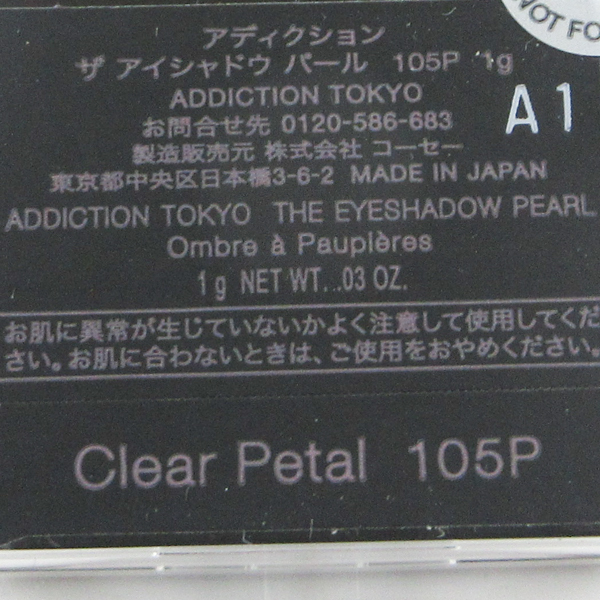 NOT FO
アディクション
ザ アイシャドウ パール 105P 1g
A1
ADDICTION TOKYO
お問合せ先 0120-586-683
製造販売元 株式会社 コーセー
東京都中央区日本橋3-6-2 MADE IN JAPAN
ADDICTION TOKYO THE EYESHADOW PEARL
Ombre à Paupières
1 g NET WT. .03 OZ.
お肌に異常が生じていないかよく注意して使用してくだ
さい。お肌に合わないときは、ご使用をおやめください。
Clear Petal 105P